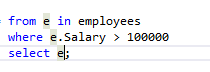 from e in employees
where e.Salary > 100000
select e;